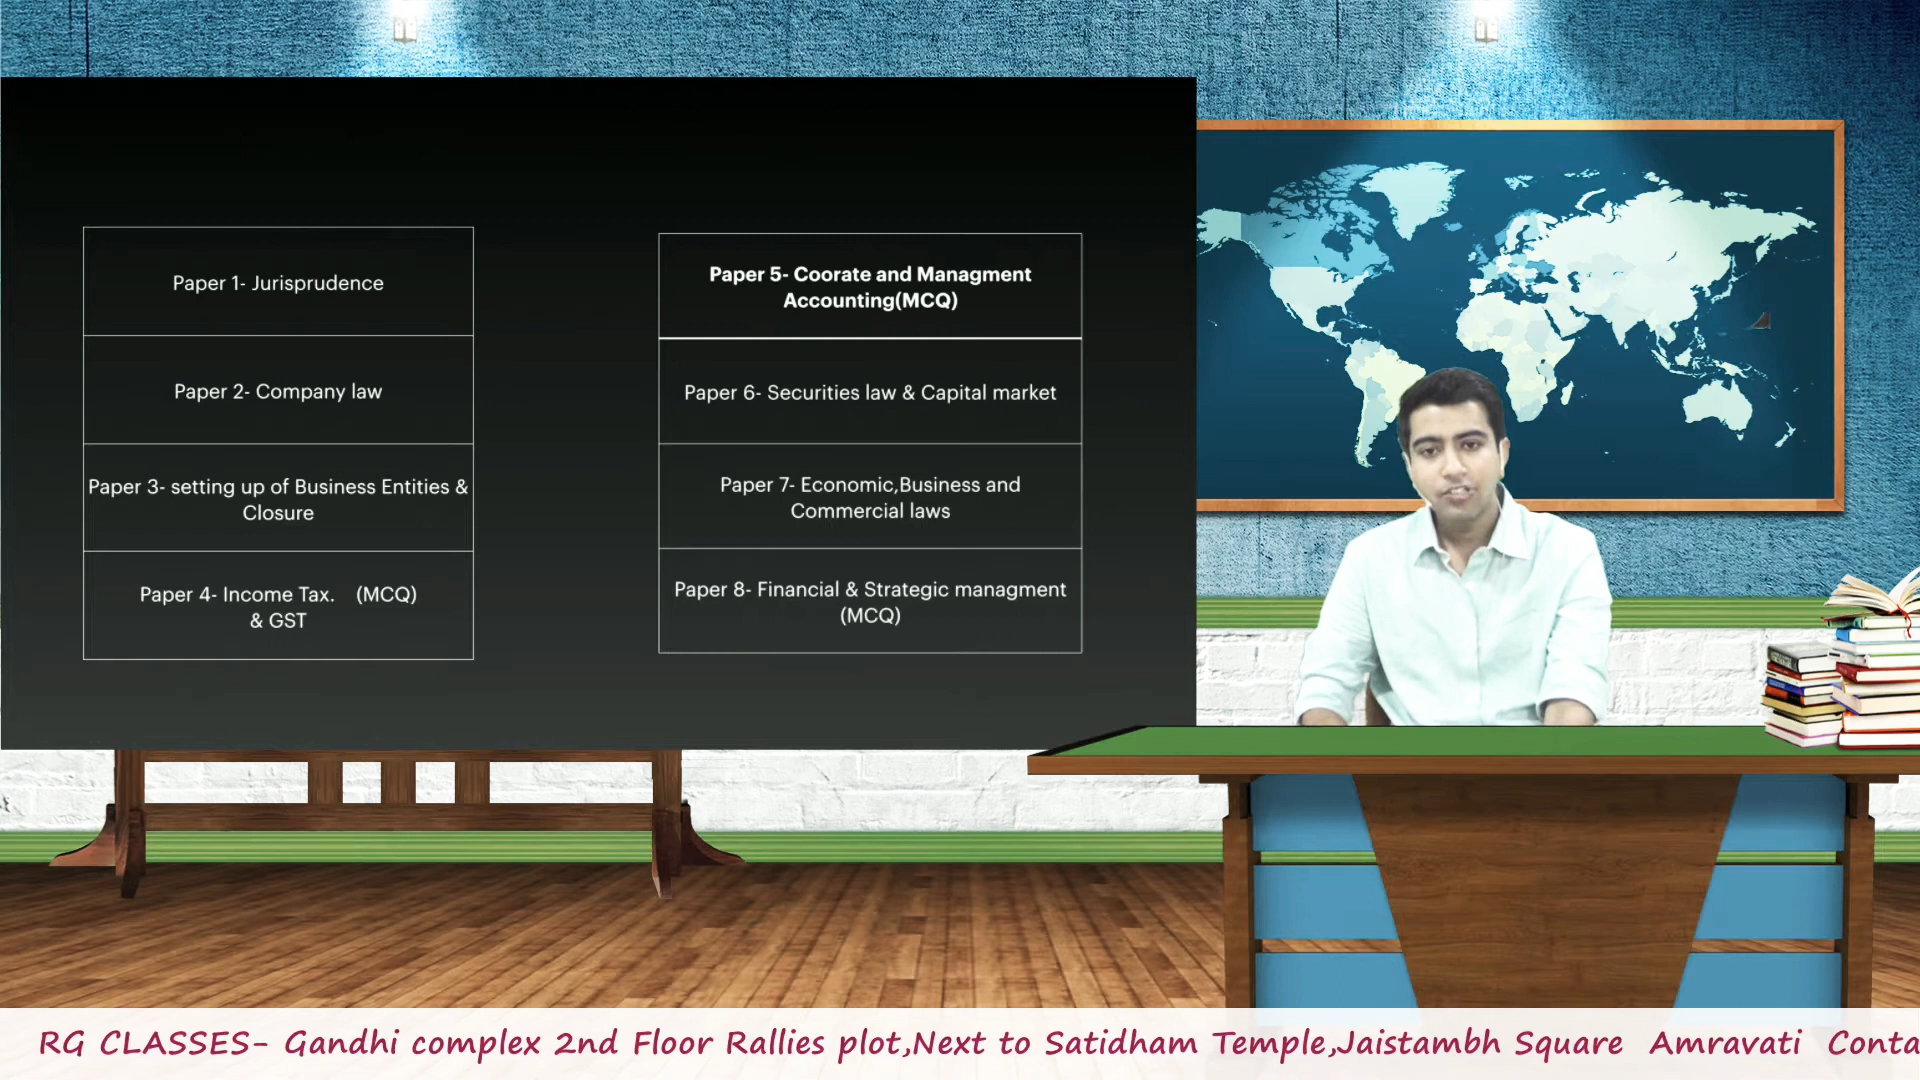 Paper 1- Jurisprudence
Paper 2- Company law
Paper 3- setting up of Business Entities &
Closure
Paper 4- Income Tax. (MCQ)
& GST
Paper 5- Coorate and Managment
Accounting(MCQ)
Paper 6- Securities law & Capital market
Paper 7- Economic,Business and
Commercial laws
Paper 8- Financial & Strategic managment
(MCQ)
RG CLASSES- Gandhi complex 2nd Floor Rallies plot,Next to Satidham Temple,Jaistambh Square Amravati Conta